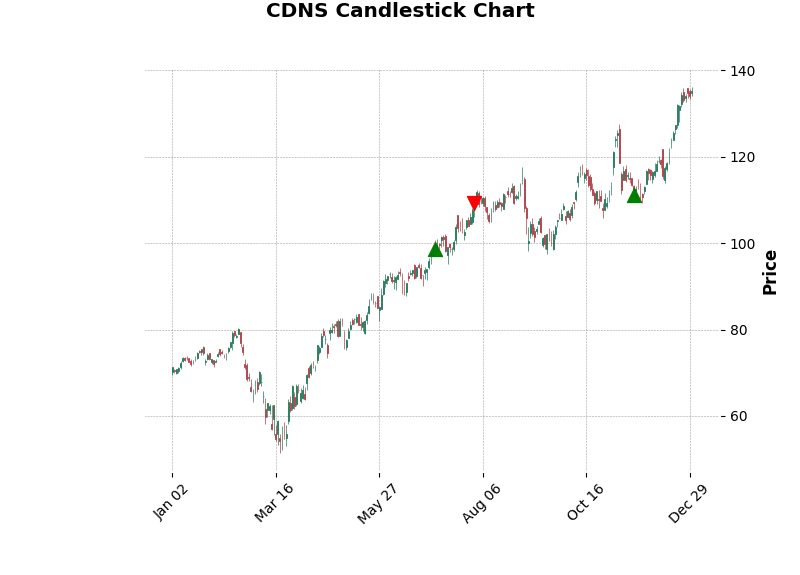 CDNS Candlestick Chart
140
120
100
80
60
Price
Jan 02
Mar 16
May 27
Aug 06
Oct 16
Dec 29